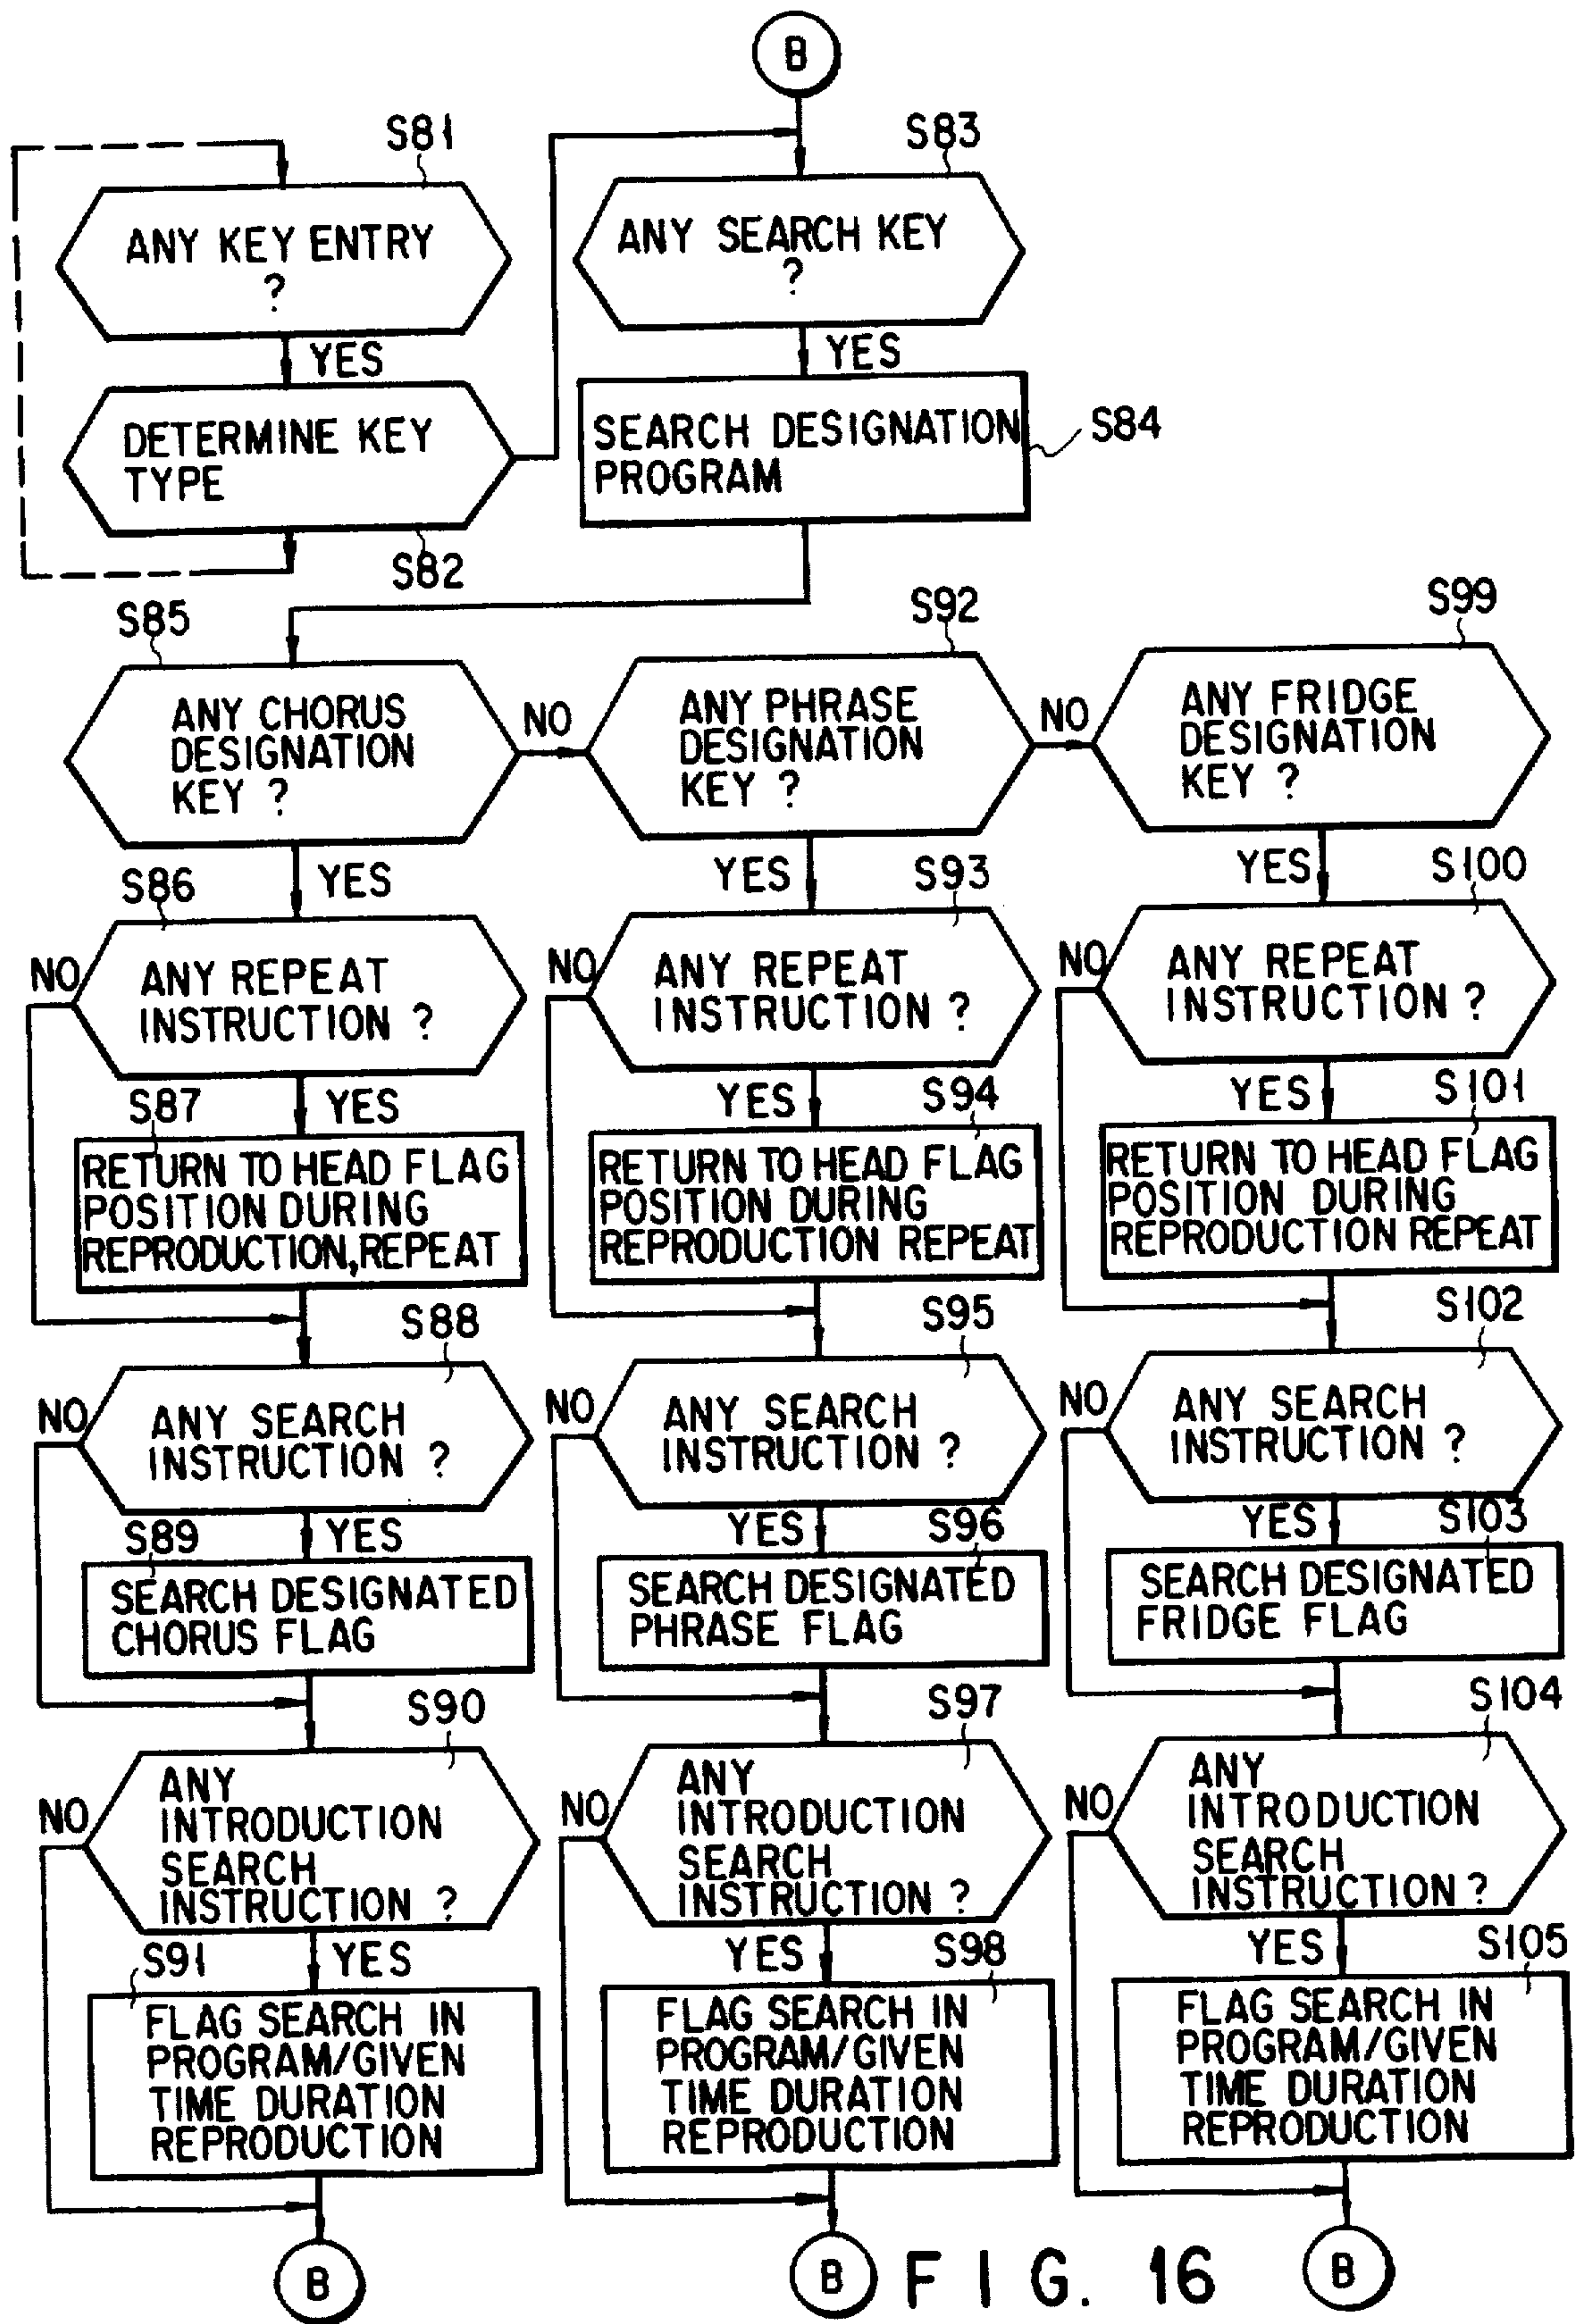 B
S81
ANY KEY ENTRY
?
YES
DETERMINE KEY
TYPE
S82
S83
ANY SEARCH KEY
?
YES
SEARCH DESIGNATION
PROGRAM
S84
S85
ANY CHORUS
DESIGNATION
KEY ?
NO
YES
S86
NO
ANY REPEAT
INSTRUCTION ?
S87
YES
RETURN TO HEAD FLAG
POSITION DURING
REPRODUCTION, REPEAT
S88
NO
ANY SEARCH
INSTRUCTION ?
S89
YES
SEARCH DESIGNATED
CHORUS FLAG
S90
NO
ANY
INTRODUCTION
SEARCH
INSTRUCTION ?
S91
YES
FLAG SEARCH IN
PROGRAM/GIVEN
TIME DURATION
REPRODUCTION
B
S92
ANY PHRASE
DESIGNATION
KEY ?
NO
YES
S93
NO
ANY REPEAT
INSTRUCTION ?
YES
S94
RETURN TO HEAD FLAG
POSITION DURING
REPRODUCTION REPEAT
S95
NO
ANY SEARCH
INSTRUCTION ?
YES
S96
SEARCH DESIGNATED
PHRASE FLAG
S97
NO
ANY
INTRODUCTION
SEARCH
INSTRUCTION ?
YES
S98
FLAG SEARCH IN
PROGRAM/GIVEN
TIME DURATION
REPRODUCTION
B
S99
ANY FRIDGE
DESIGNATION
KEY ?
YES
S100
NO
ANY REPEAT
INSTRUCTION ?
YES
S101
RETURN TO HEAD FLAG
POSITION DURING
REPRODUCTION REPEAT
S102
NO
ANY SEARCH
INSTRUCTION ?
YES
S103
SEARCH DESIGNATED
FRIDGE FLAG
S104
NO
ANY
INTRODUCTION
SEARCH
INSTRUCTION ?
YES
S105
FLAG SEARCH IN
PROGRAM/GIVEN
TIME DURATION
REPRODUCTION
B
FIG. 16